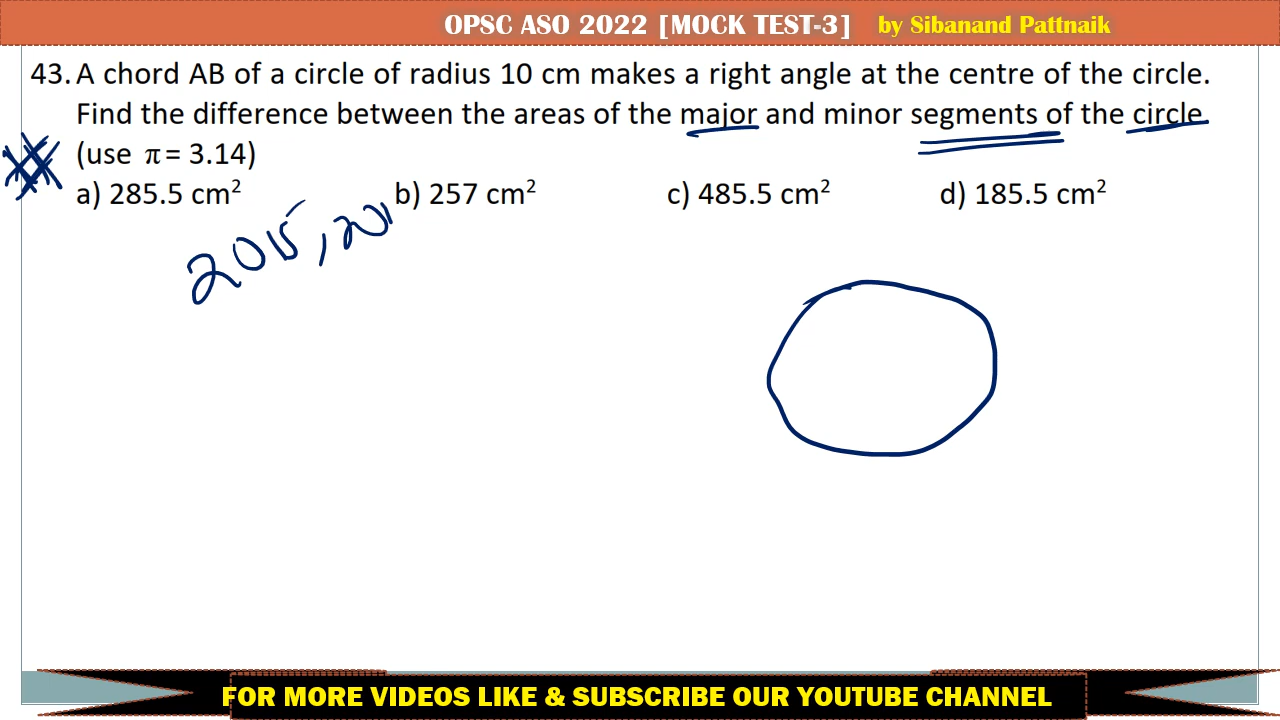 OPSC ASO 2022 [MOCK TEST-3] by Sibanand Pattnaik
43. A chord AB of a circle of radius 10 cm makes a right angle at the centre of the circle.
Find the difference between the areas of the major and minor segments of the circle
(use π = 3.14)
a) 285.5 cm² b) 257 cm² c) 485.5 cm² d) 185.5 cm²
2015, 201
FOR MORE VIDEOS LIKE & SUBSCRIBE OUR YOUTUBE CHANNEL